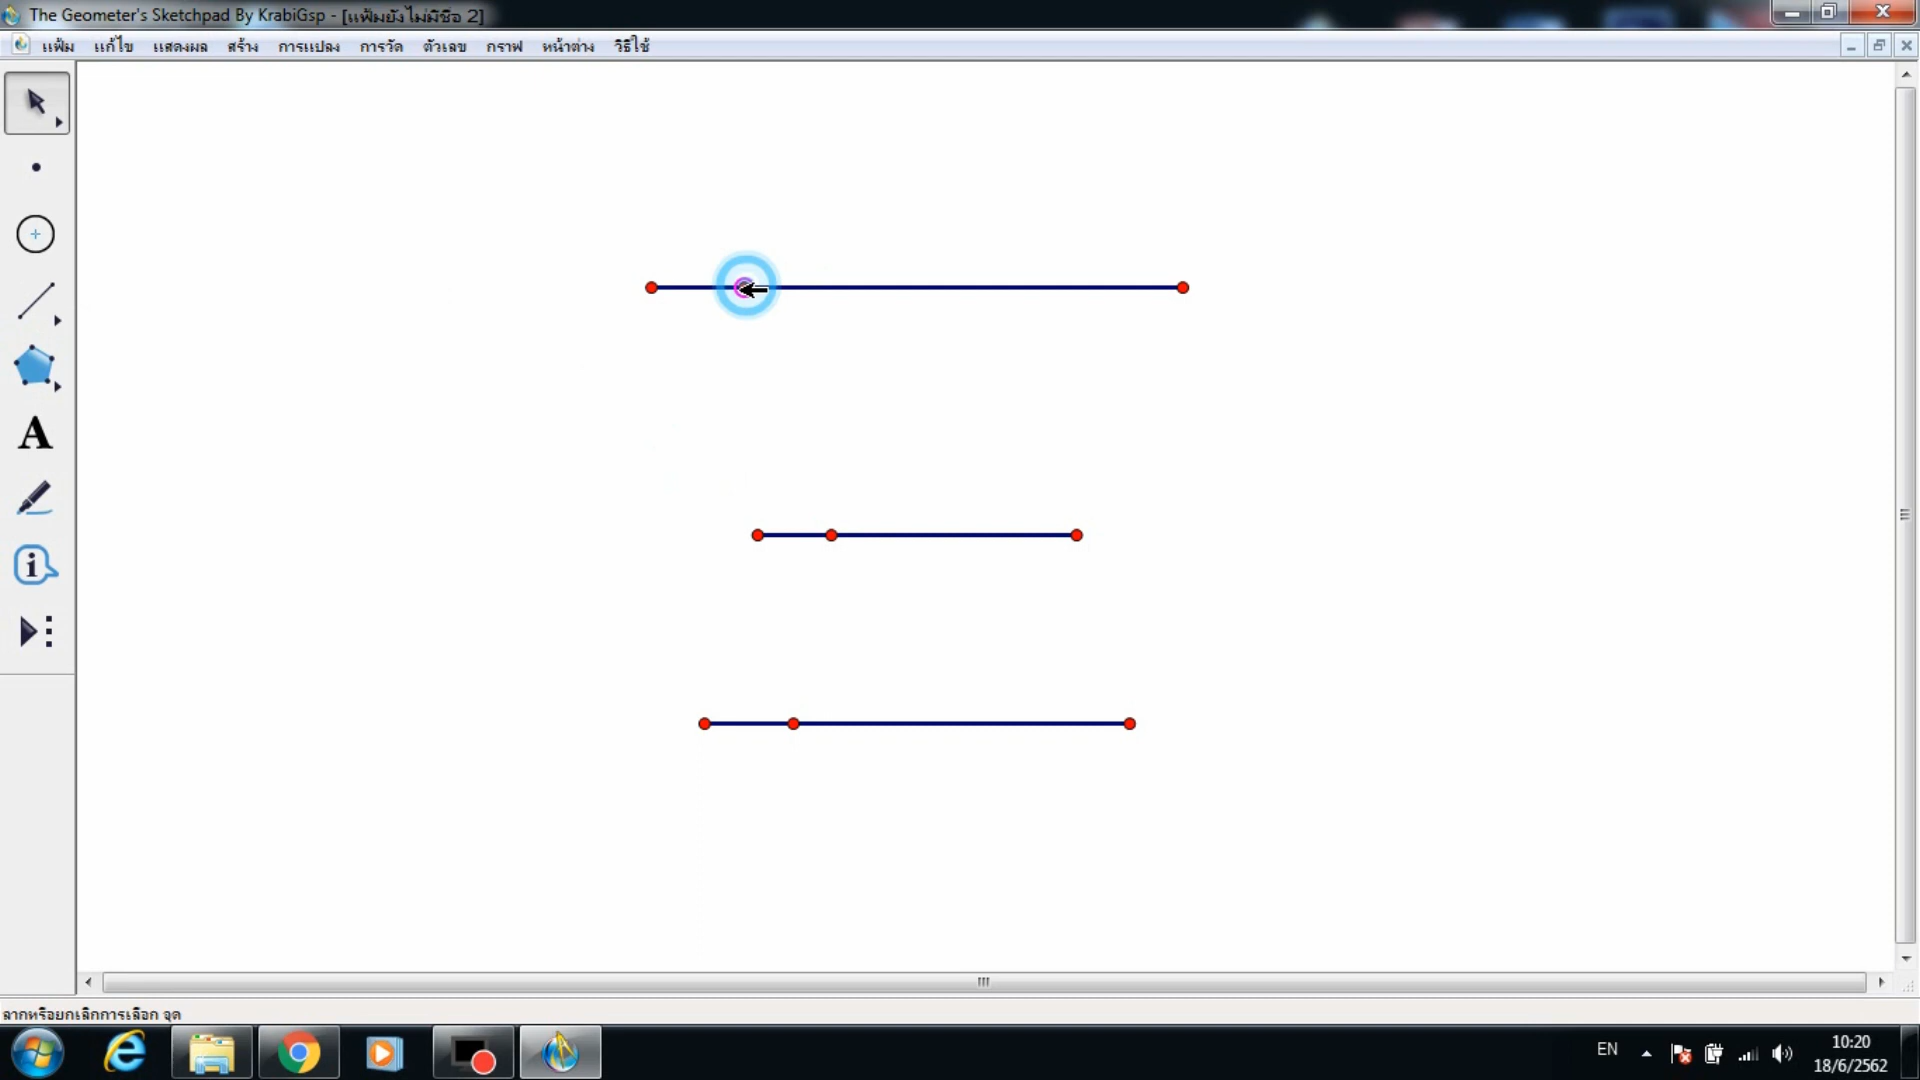 The Geometer's Sketchpad By KrabiGsp - [แฟ้มยังไม่มีชื่อ 2]
แฟ้ม แก้ไข แสดงผล สร้าง การแปลง การวัด ตัวเลข กราฟ หน้าต่าง วิธีใช้
A
i
ลากหรือยกเลิกการเลือก จุด
EN
10:20
18/6/2562